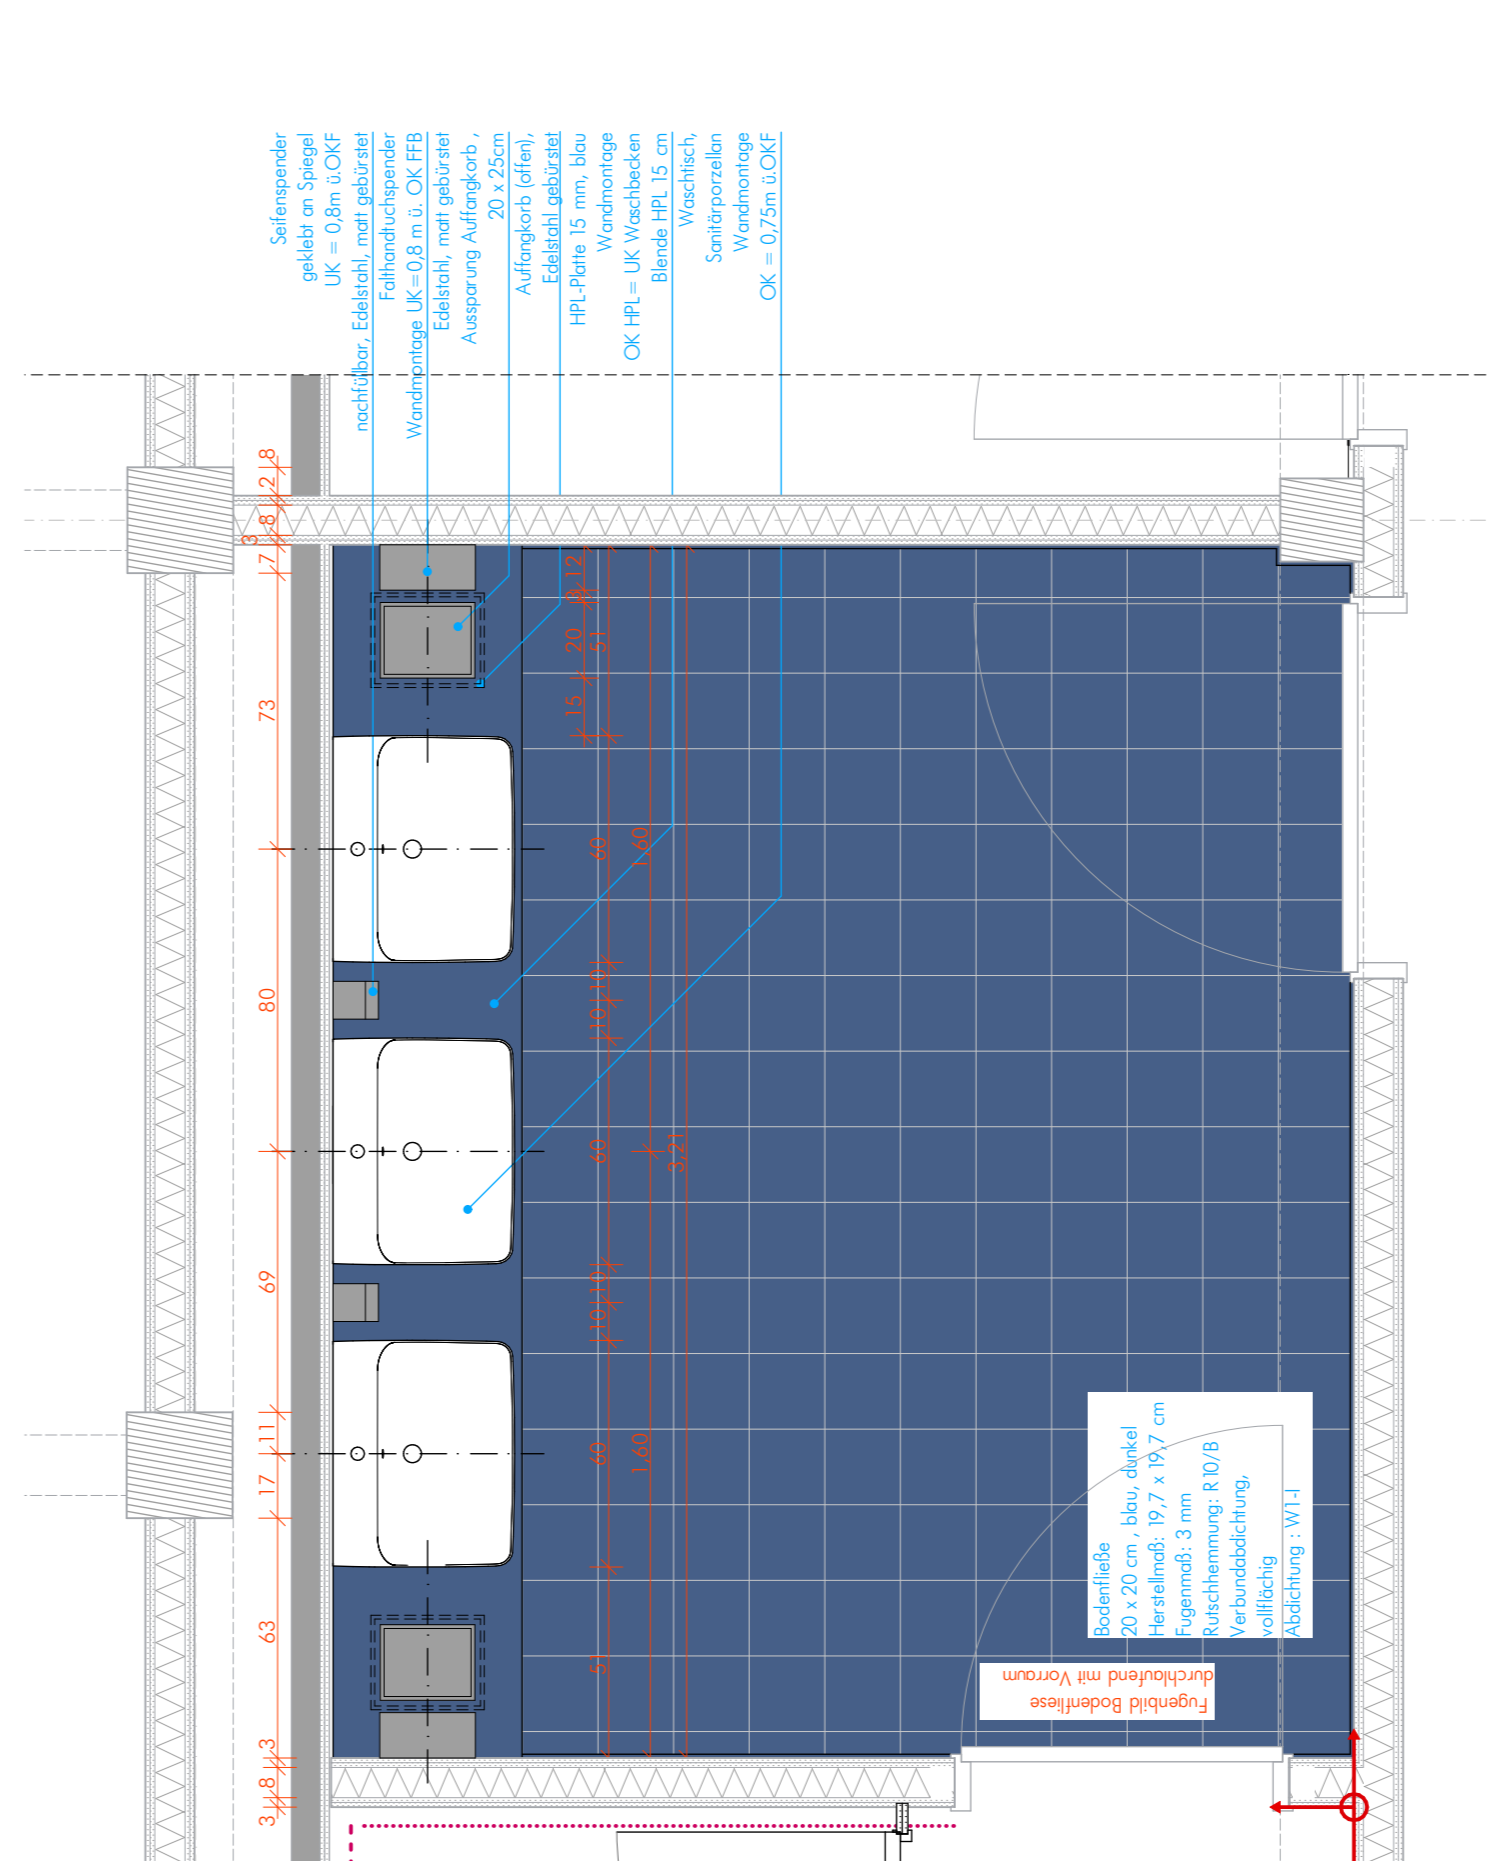 Seifenspender
geklebt an Spiegel
UK = 0,8m ü.OKF
nachfüllbar, Edelstahl, matt gebürstet
Falthandtuchspender
Wandmontage UK=0,8 m ü. OK FFB
Edelstahl, matt gebürstet
Aussparung Auffangkorb ,
20 x 25cm
Auffangkorb (offen),
Edelstahl gebürstet
HPL-Platte 15 mm, blau
Wandmontage
OK HPL= UK Waschbecken
Blende HPL 15 cm
Waschtisch,
Sanitärporzellan
Wandmontage
OK = 0,75m ü.OKF
8
2
8
3
7
73
80
69
11
17
63
3
8
3
12
3
20
15
51
60
10
10
60
10
10
60
51
1,60
1,60
3,21
Bodenfließe
20 x 20 cm , blau, dunkel
Herstellmaß: 19,7 x 19,7 cm
Fugenmaß: 3 mm
Rutschhemmung: R 10/B
Verbundabdichtung,
vollflächig
Abdichtung : W1-I
Fugenbild Bodenfliese
durchlaufend mit Vorraum